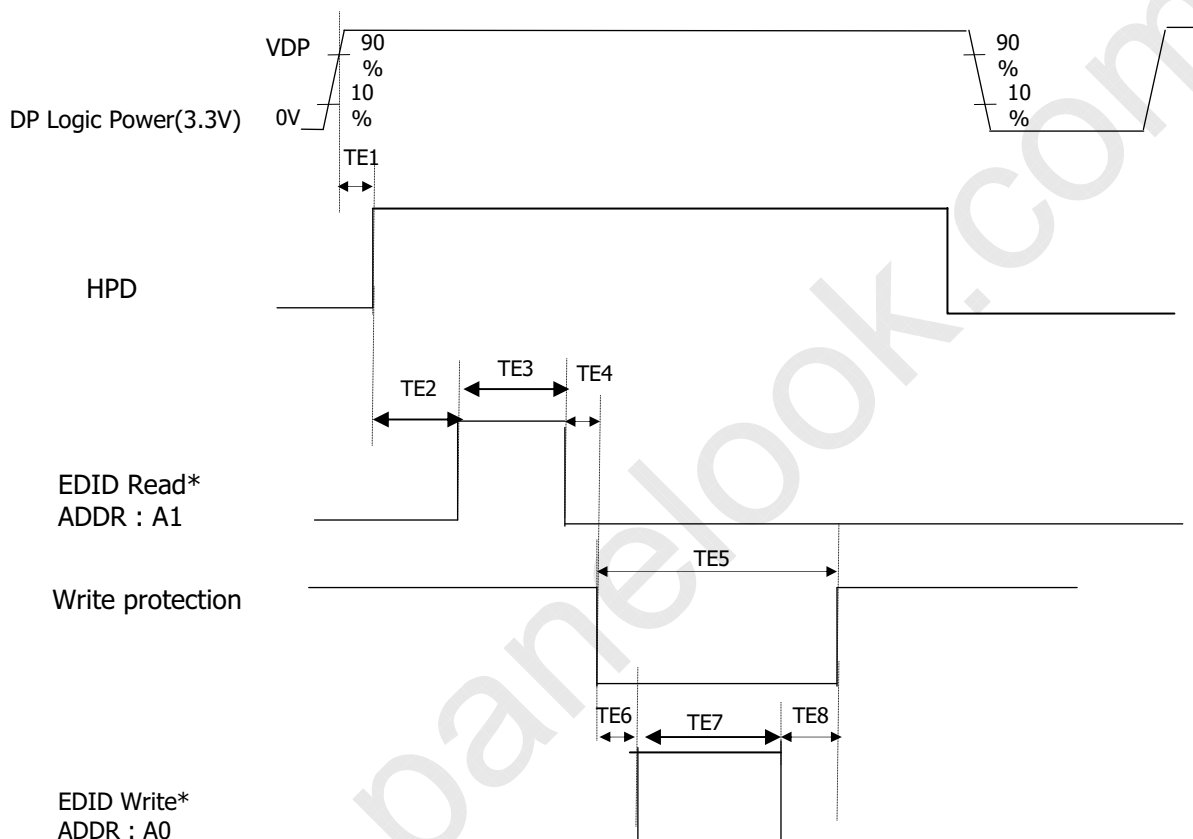 VDP
90
%
90
%
DP Logic Power(3.3V)
0V
10
%
10
%
TE1
HPD
TE2
TE3
TE4
EDID Read*
ADDR : A1
TE5
Write protection
TE6
TE7
TE8
EDID Write*
ADDR : A0
panelook.com